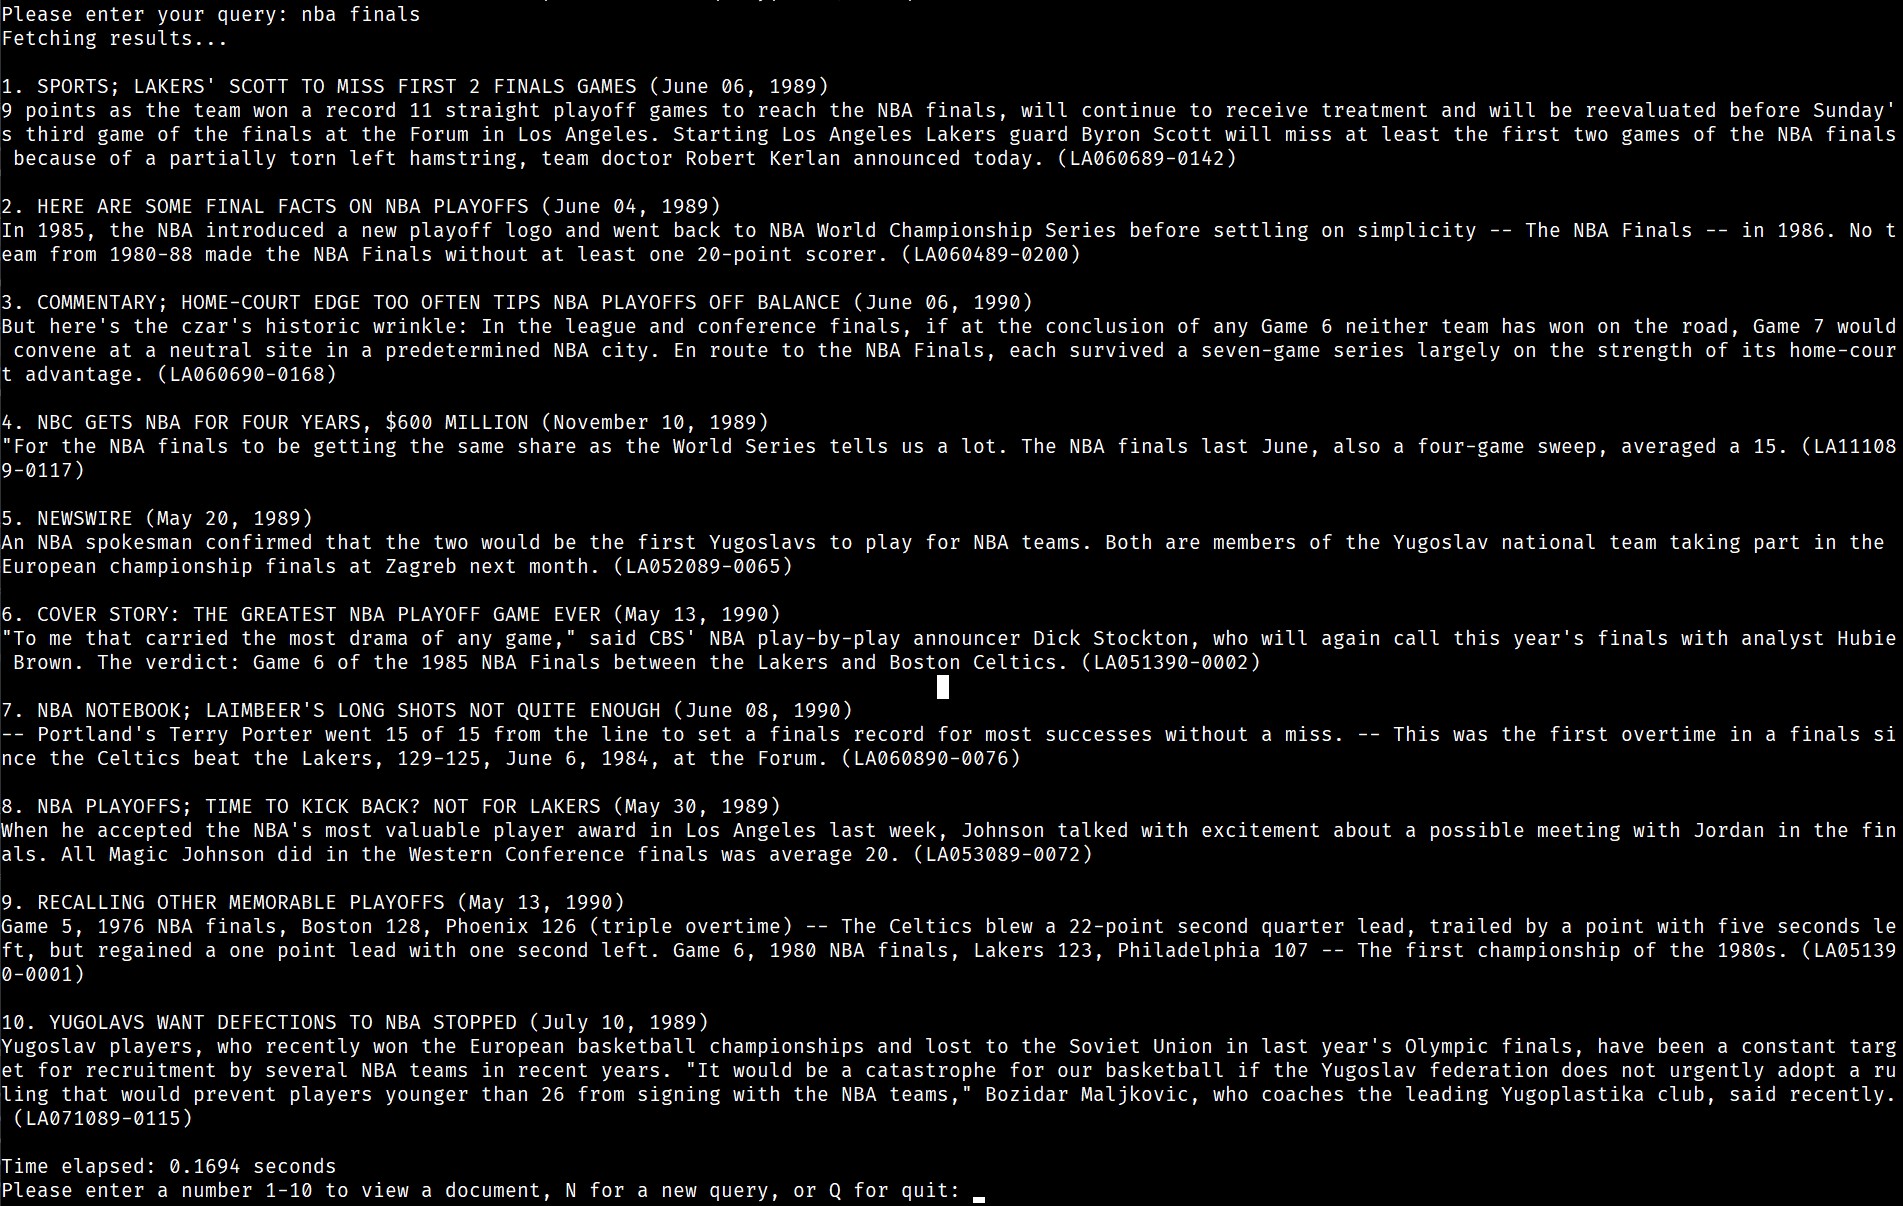 Please enter your query: nba finals
Fetching results...

1. SPORTS; LAKERS' SCOTT TO MISS FIRST 2 FINALS GAMES (June 06, 1989)
9 points as the team won a record 11 straight playoff games to reach the NBA finals, will continue to receive treatment and will be reevaluated before Sunday'
s third game of the finals at the Forum in Los Angeles. Starting Los Angeles Lakers guard Byron Scott will miss at least the first two games of the NBA finals
 because of a partially torn left hamstring, team doctor Robert Kerlan announced today. (LA060689-0142)

2. HERE ARE SOME FINAL FACTS ON NBA PLAYOFFS (June 04, 1989)
In 1985, the NBA introduced a new playoff logo and went back to NBA World Championship Series before settling on simplicity -- The NBA Finals -- in 1986. No t
eam from 1980-88 made the NBA Finals without at least one 20-point scorer. (LA060489-0200)

3. COMMENTARY; HOME-COURT EDGE TOO OFTEN TIPS NBA PLAYOFFS OFF BALANCE (June 06, 1990)
But here's the czar's historic wrinkle: In the league and conference finals, if at the conclusion of any Game 6 neither team has won on the road, Game 7 would
 convene at a neutral site in a predetermined NBA city. En route to the NBA Finals, each survived a seven-game series largely on the strength of its home-cour
t advantage. (LA060690-0168)

4. NBC GETS NBA FOR FOUR YEARS, $600 MILLION (November 10, 1989)
"For the NBA finals to be getting the same share as the World Series tells us a lot. The NBA finals last June, also a four-game sweep, averaged a 15. (LA11108
9-0117)

5. NEWSWIRE (May 20, 1989)
An NBA spokesman confirmed that the two would be the first Yugoslavs to play for NBA teams. Both are members of the Yugoslav national team taking part in the
European championship finals at Zagreb next month. (LA052089-0065)

6. COVER STORY: THE GREATEST NBA PLAYOFF GAME EVER (May 13, 1990)
"To me that carried the most drama of any game," said CBS' NBA play-by-play announcer Dick Stockton, who will again call this year's finals with analyst Hubie
 Brown. The verdict: Game 6 of the 1985 NBA Finals between the Lakers and Boston Celtics. (LA051390-0002)

7. NBA NOTEBOOK; LAIMBEER'S LONG SHOTS NOT QUITE ENOUGH (June 08, 1990)
-- Portland's Terry Porter went 15 of 15 from the line to set a finals record for most successes without a miss. -- This was the first overtime in a finals si
nce the Celtics beat the Lakers, 129-125, June 6, 1984, at the Forum. (LA060890-0076)

8. NBA PLAYOFFS; TIME TO KICK BACK? NOT FOR LAKERS (May 30, 1989)
When he accepted the NBA's most valuable player award in Los Angeles last week, Johnson talked with excitement about a possible meeting with Jordan in the fin
als. All Magic Johnson did in the Western Conference finals was average 20. (LA053089-0072)

9. RECALLING OTHER MEMORABLE PLAYOFFS (May 13, 1990)
Game 5, 1976 NBA finals, Boston 128, Phoenix 126 (triple overtime) -- The Celtics blew a 22-point second quarter lead, trailed by a point with five seconds le
ft, but regained a one point lead with one second left. Game 6, 1980 NBA finals, Lakers 123, Philadelphia 107 -- The first championship of the 1980s. (LA05139
0-0001)

10. YUGOLAVS WANT DEFECTIONS TO NBA STOPPED (July 10, 1989)
Yugoslav players, who recently won the European basketball championships and lost to the Soviet Union in last year's Olympic finals, have been a constant targ
et for recruitment by several NBA teams in recent years. "It would be a catastrophe for our basketball if the Yugoslav federation does not urgently adopt a ru
ling that would prevent players younger than 26 from signing with the NBA teams," Bozidar Maljkovic, who coaches the leading Yugoplastika club, said recently.
 (LA071089-0115)

Time elapsed: 0.1694 seconds
Please enter a number 1-10 to view a document, N for a new query, or Q for quit: